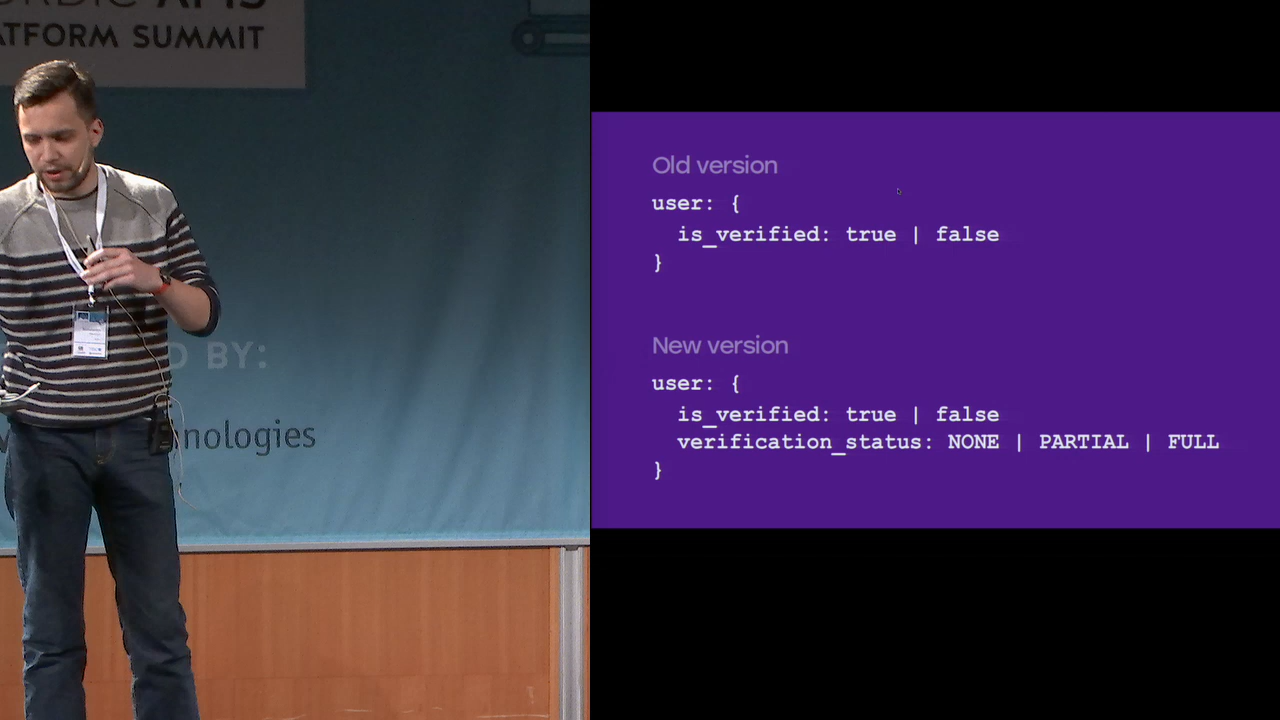 ATFORM SUMMIT
D BY:
nologies
Old version
user: {
is_verified: true | false
}
New version
user: {
is_verified: true | false
verification_status: NONE | PARTIAL | FULL
}